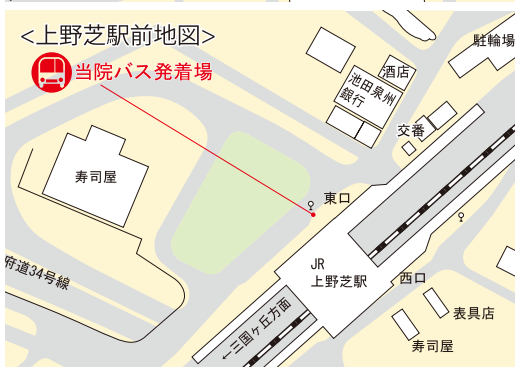 <上野芝駅前地図>
当院バス発着場
駐輪場
酒店
池田泉州
銀行
交番
寿司屋
東口
JR
上野芝駅
西口
府道34号線
←三国ヶ丘方面
表具店
寿司屋